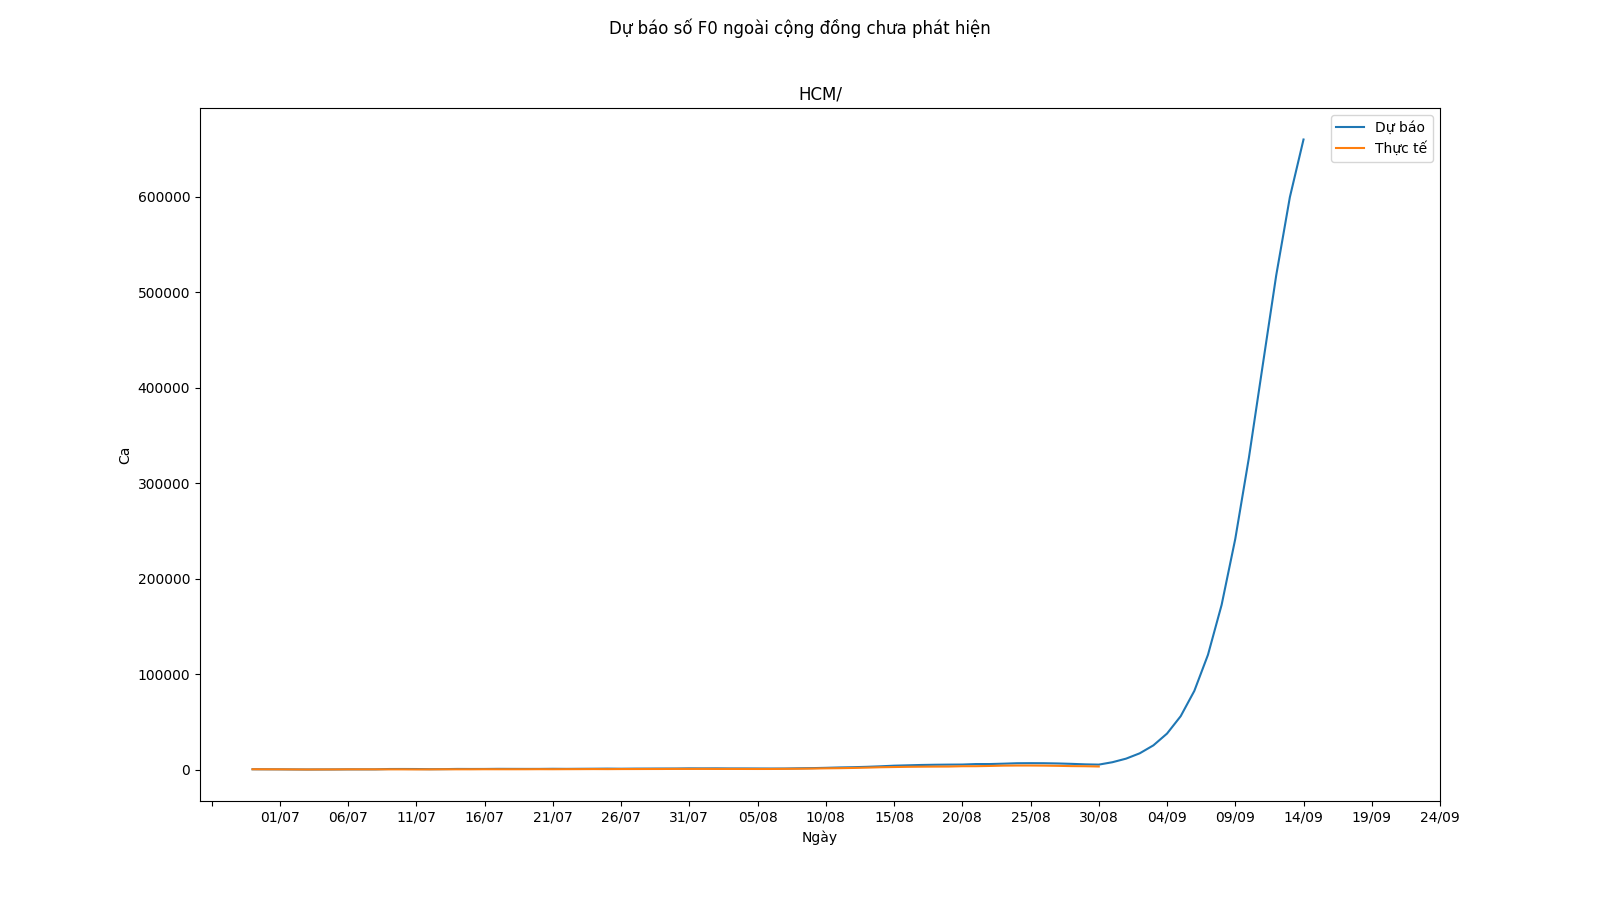 Dự báo số F0 ngoài cộng đồng chưa phát hiện
HCM/
Dự báo
Thực tế
600000
500000
400000
300000
200000
100000
0
Ca
01/07 06/07 11/07 16/07 21/07 26/07 31/07 05/08 10/08 15/08 20/08 25/08 30/08 04/09 09/09 14/09 19/09 24/09
Ngày